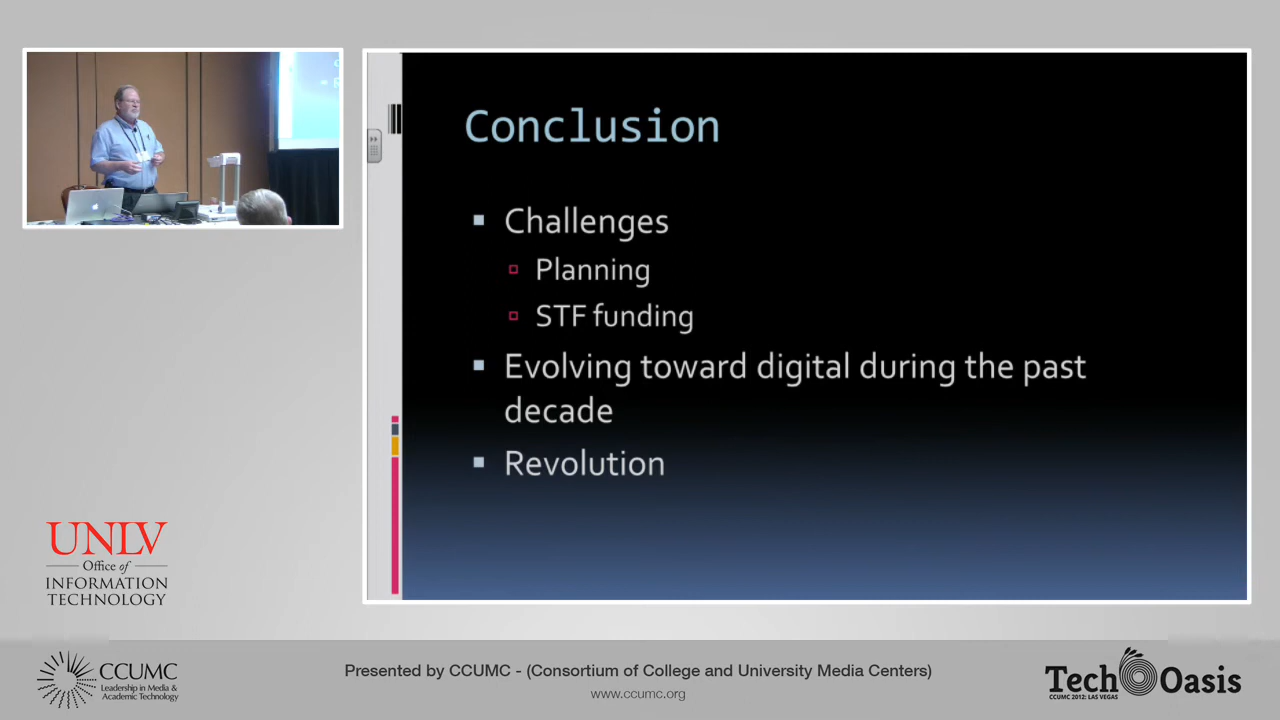 Conclusion
Challenges
Planning
STF funding
Evolving toward digital during the past
decade
Revolution
UNLV
Office of
INFORMATION
TECHNOLOGY
CCUMC
Leadership in Media &
Academic Technology
Presented by CCUMC - (Consortium of College and University Media Centers)
www.ccumc.org
Tech Oasis
CCUMC 2012: LAS VEGAS